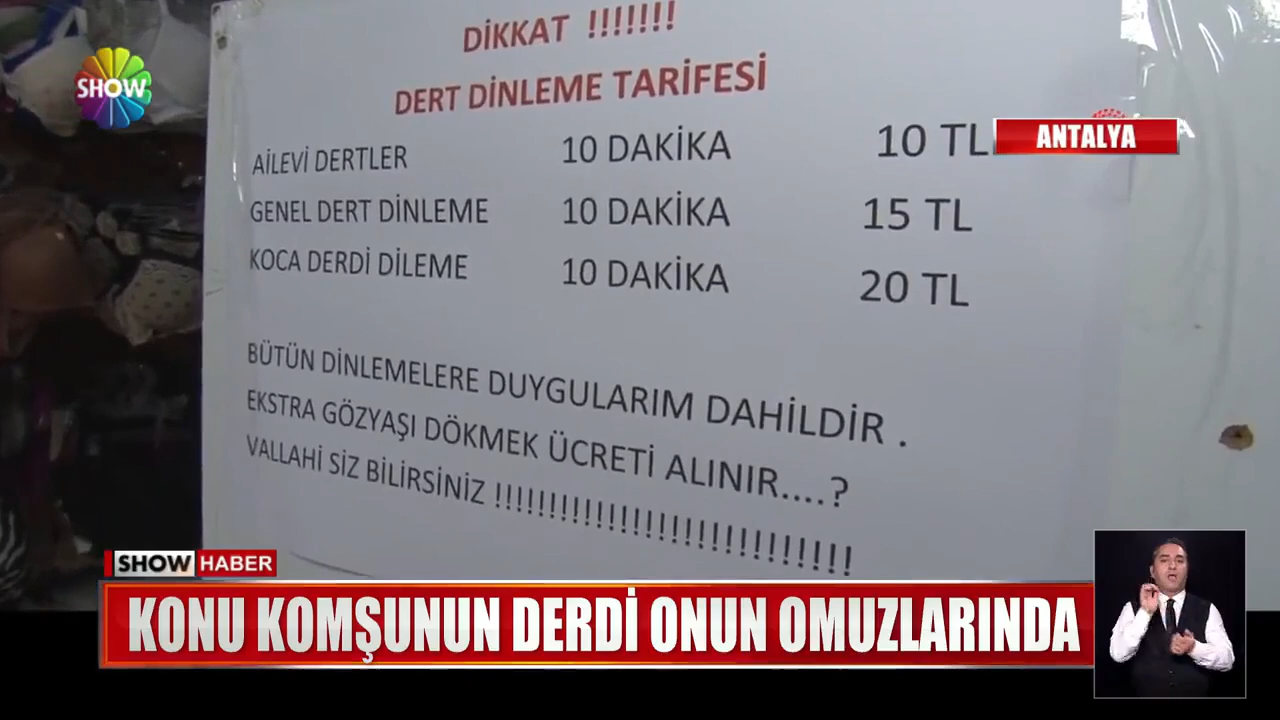 DİKKAT !!!!!!!
DERT DİNLEME TARİFESİ
SHOW
ANTALYA
AİLEVİ DERTLER 10 DAKİKA 10 TL
GENEL DERT DİNLEME 10 DAKİKA 15 TL
KOCA DERDİ DİLEME 10 DAKİKA 20 TL
BÜTÜN DİNLEMELERE DUYGULARIM DAHİLDİR .
EKSTRA GÖZYAŞI DÖKMEK ÜCRETİ ALINIR....?
VALLAHİ SİZ BİLİRSİNİZ !!!!!!!!!!!!!!!!!!!!!!!!!!!!!!!!!
SHOW HABER
KONU KOMŞUNUN DERDİ ONUN OMUZLARINDA